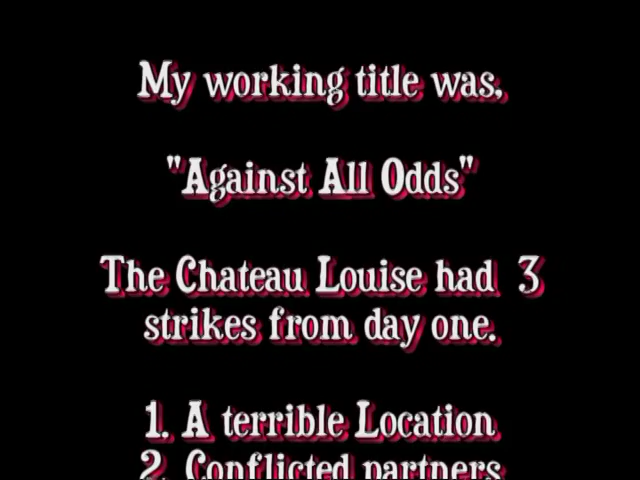 My working title was,
"Against All Odds"
The Chateau Louise had 3
strikes from day one.
1. A terrible Location
2. Conflicted partners